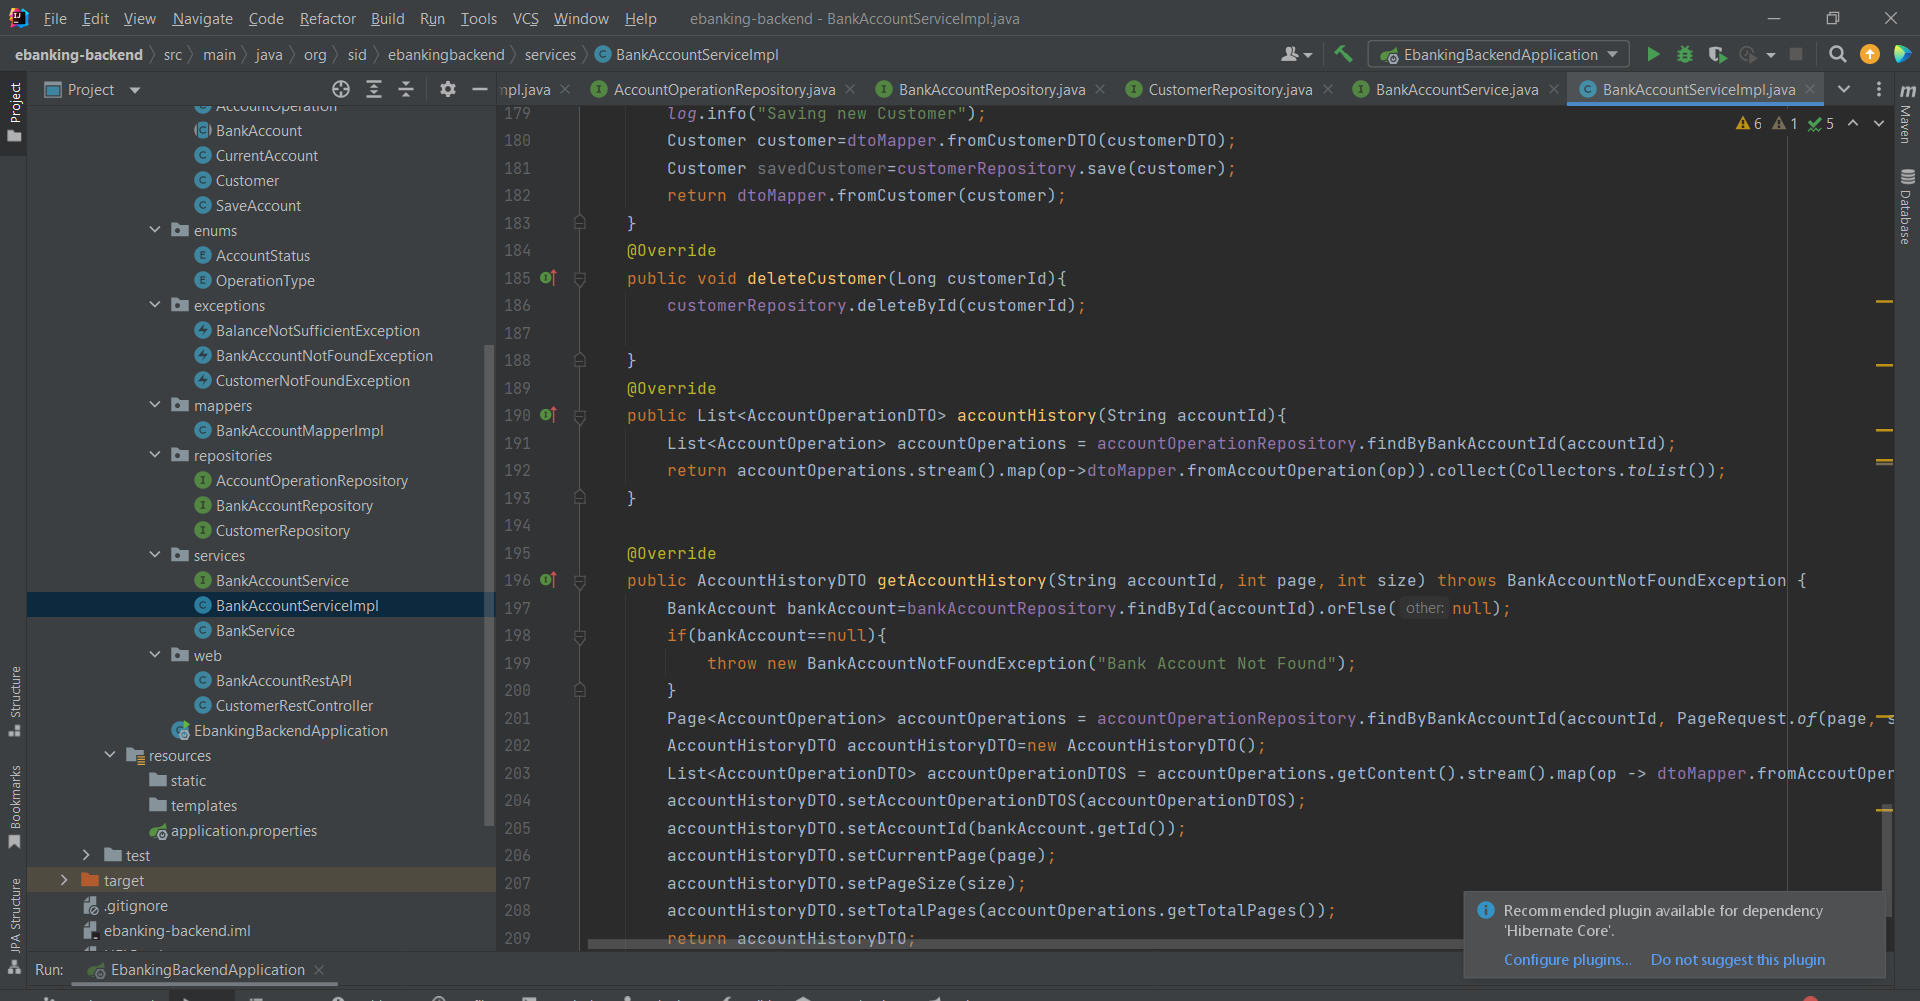 File Edit View Navigate Code Refactor Build Run Tools VCS Window Help ebanking-backend - BankAccountServiceImpl.java
ebanking-backend src main java org sid ebankingbackend services BankAccountServiceImpl EbankingBackendApplication
Project
mpl.java AccountOperationRepository.java BankAccountRepository.java CustomerRepository.java BankAccountService.java BankAccountServiceImpl.java
Project
Structure
Bookmarks
JPA Structure
AccountOperation
BankAccount
CurrentAccount
Customer
SaveAccount
enums
AccountStatus
OperationType
exceptions
BalanceNotSufficientException
BankAccountNotFoundException
CustomerNotFoundException
mappers
BankAccountMapperImpl
repositories
AccountOperationRepository
BankAccountRepository
CustomerRepository
services
BankAccountService
BankAccountServiceImpl
BankService
web
BankAccountRestAPI
CustomerRestController
EbankingBackendApplication
resources
static
templates
application.properties
test
target
.gitignore
ebanking-backend.iml
6 1 5
179 log.info("Saving new Customer");
180 Customer customer=dtoMapper.fromCustomerDTO(customerDTO);
181 Customer savedCustomer=customerRepository.save(customer);
182 return dtoMapper.fromCustomer(customer);
183 }
184 @Override
185 public void deleteCustomer(Long customerId){
186 customerRepository.deleteById(customerId);
187
188 }
189 @Override
190 public List<AccountOperationDTO> accountHistory(String accountId){
191 List<AccountOperation> accountOperations = accountOperationRepository.findByBankAccountId(accountId);
192 return accountOperations.stream().map(op->dtoMapper.fromAccoutOperation(op)).collect(Collectors.toList());
193 }
194
195 @Override
196 public AccountHistoryDTO getAccountHistory(String accountId, int page, int size) throws BankAccountNotFoundException {
197 BankAccount bankAccount=bankAccountRepository.findById(accountId).orElse( other: null);
198 if(bankAccount==null){
199 throw new BankAccountNotFoundException("Bank Account Not Found");
200 }
201 Page<AccountOperation> accountOperations = accountOperationRepository.findByBankAccountId(accountId, PageRequest.of(page, s
202 AccountHistoryDTO accountHistoryDTO=new AccountHistoryDTO();
203 List<AccountOperationDTO> accountOperationDTOS = accountOperations.getContent().stream().map(op -> dtoMapper.fromAccoutOper
204 accountHistoryDTO.setAccountOperationDTOS(accountOperationDTOS);
205 accountHistoryDTO.setAccountId(bankAccount.getId());
206 accountHistoryDTO.setCurrentPage(page);
207 accountHistoryDTO.setPageSize(size);
208 accountHistoryDTO.setTotalPages(accountOperations.getTotalPages());
209 return accountHistoryDTO;
Maven
Database
Recommended plugin available for dependency
'Hibernate Core'.
Configure plugins... Do not suggest this plugin
Run: EbankingBackendApplication